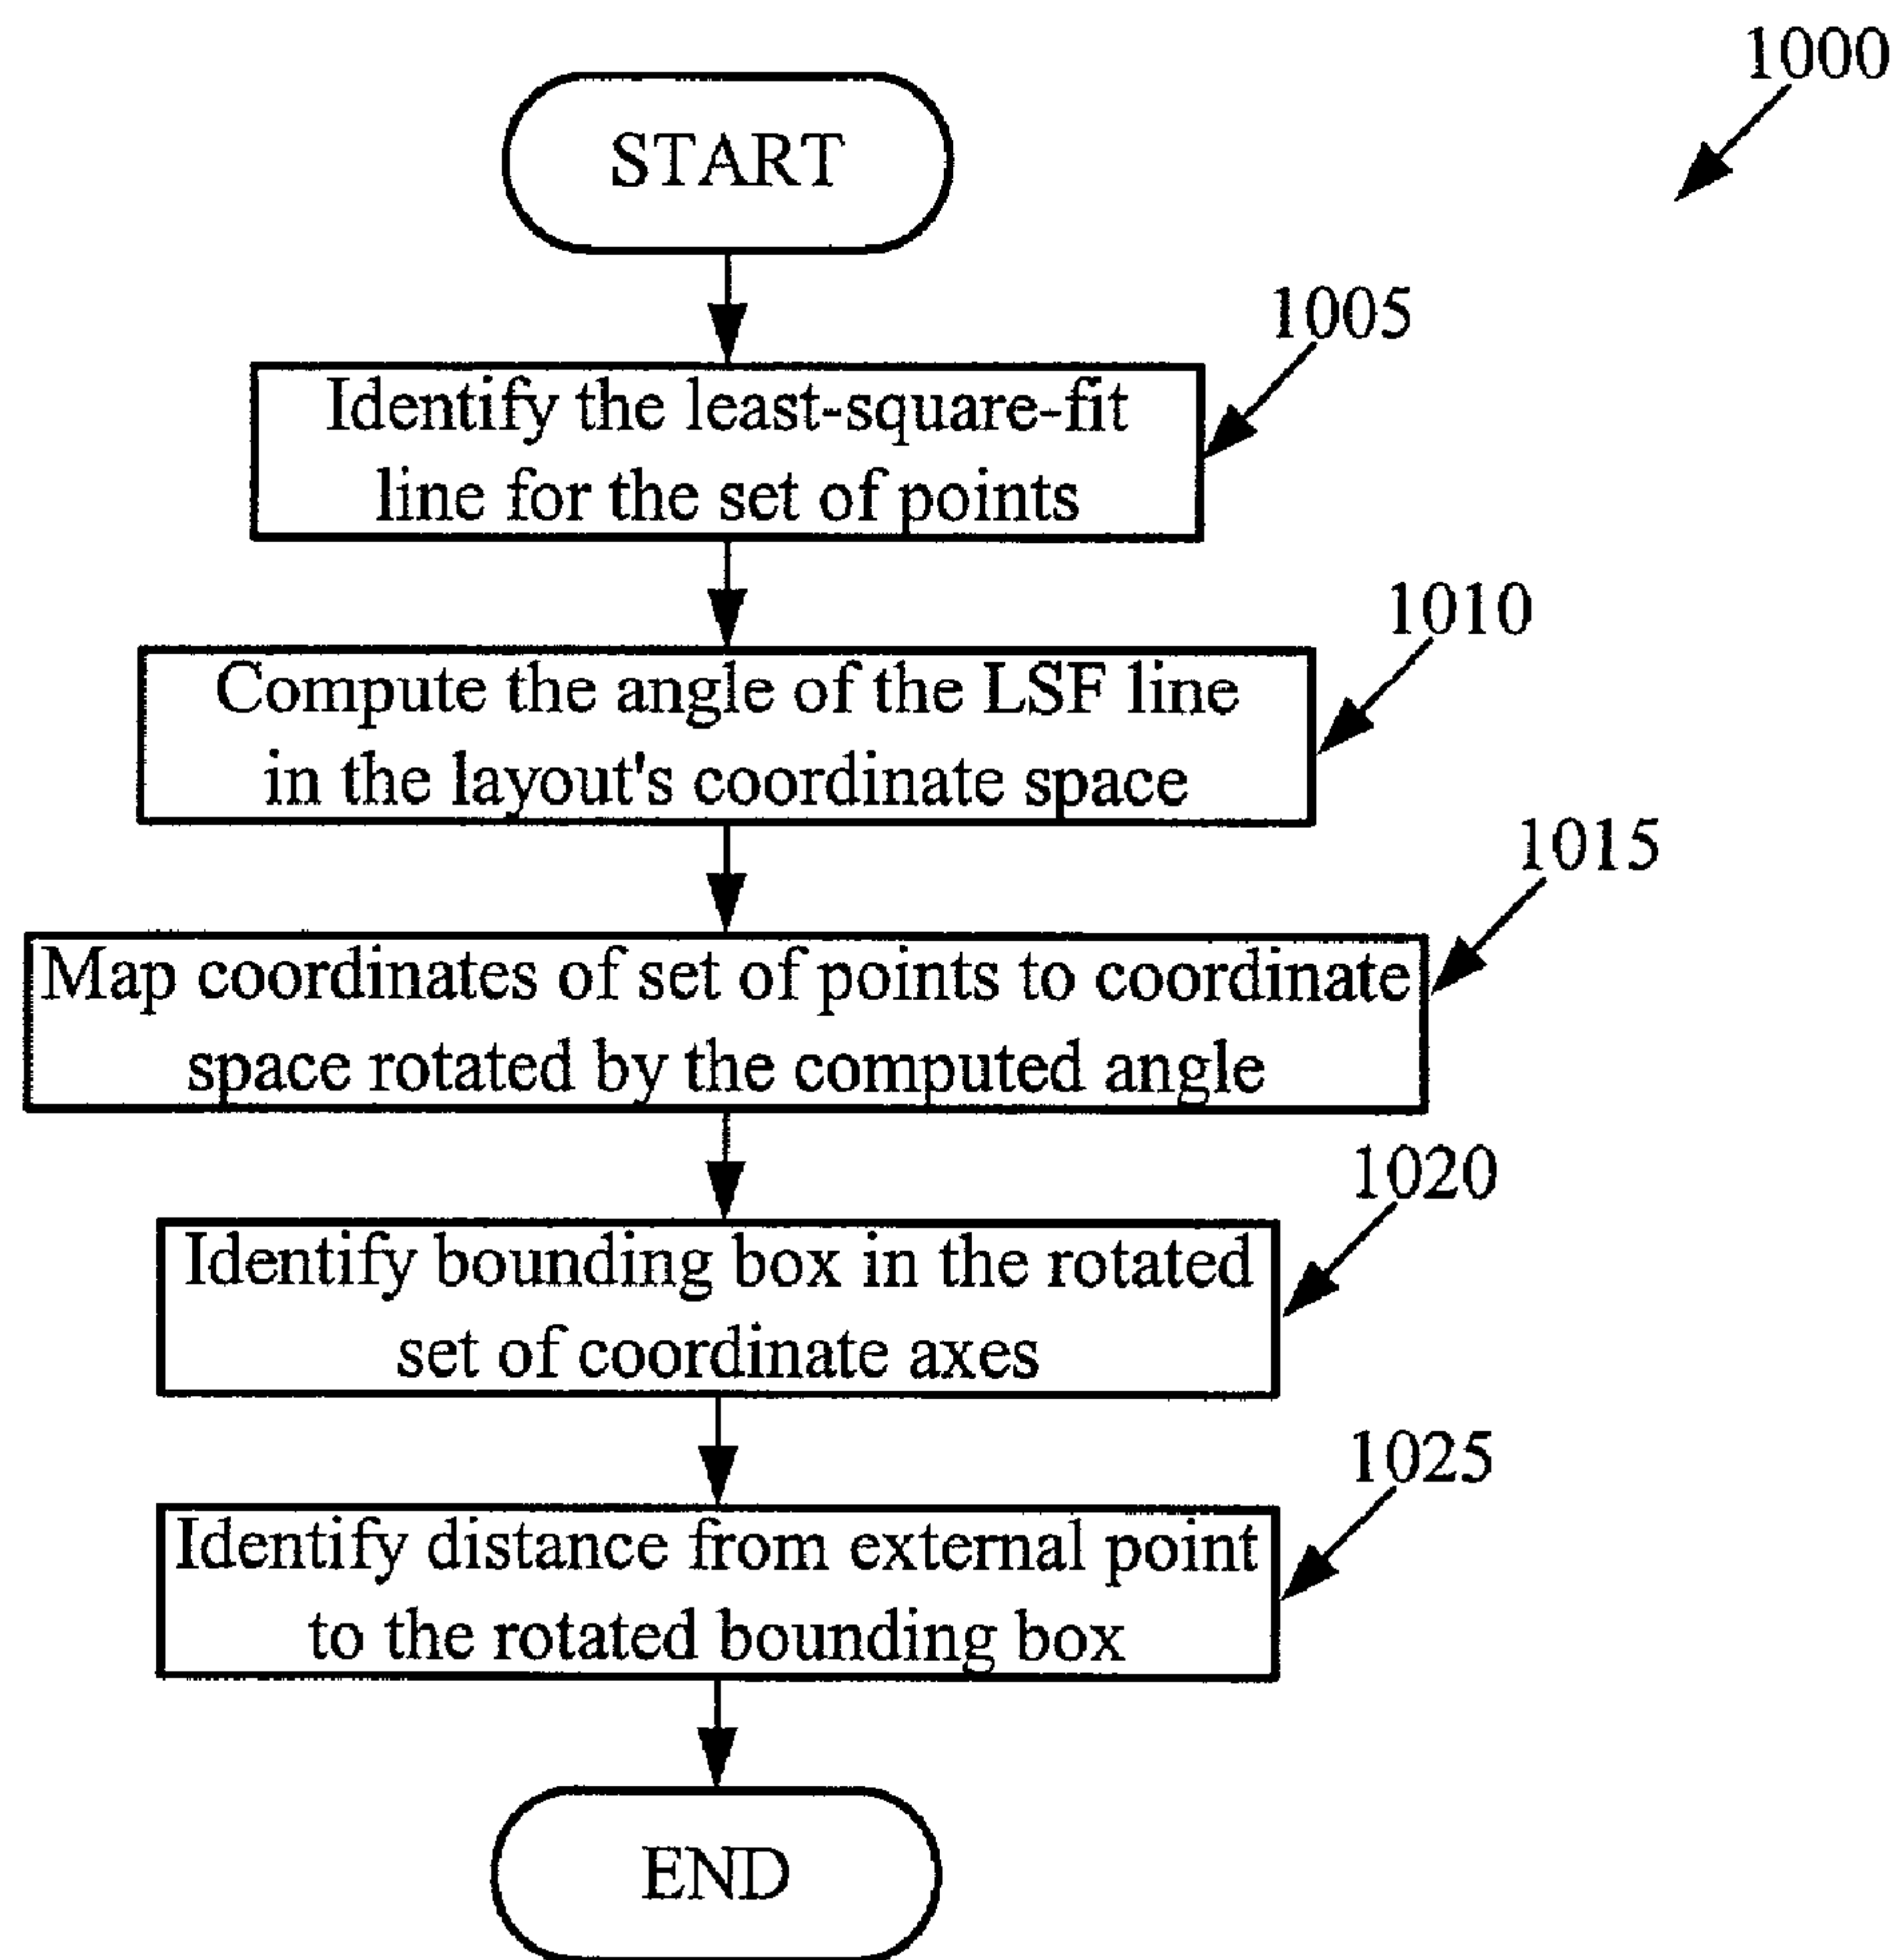 1000
START
1005
Identify the least-square-fit
line for the set of points
1010
Compute the angle of the LSF line
in the layout's coordinate space
1015
Map coordinates of set of points to coordinate
space rotated by the computed angle
1020
Identify bounding box in the rotated
set of coordinate axes
1025
Identify distance from external point
to the rotated bounding box
END